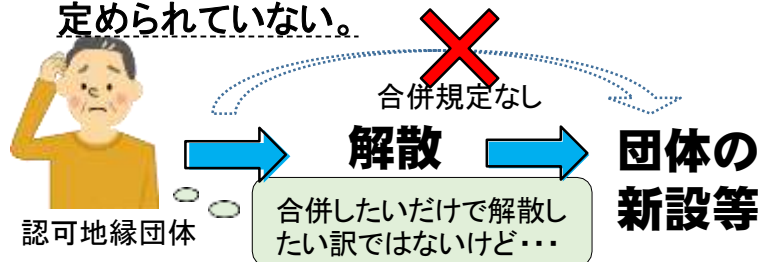 定められていない。
合併規定なし
解散
団体の
新設等
合併したいだけで解散し
たい訳ではないけど・・・
認可地縁団体